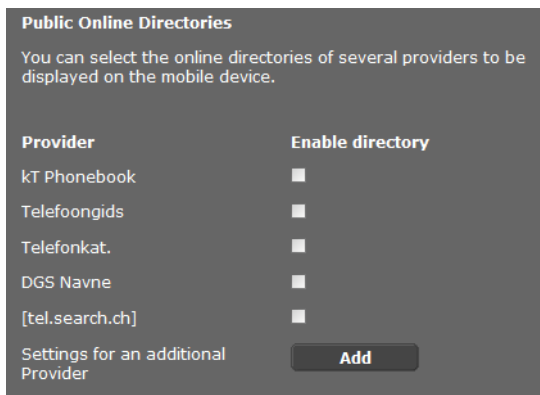 Public Online Directories
You can select the online directories of several providers to be
displayed on the mobile device.
Provider Enable directory
kT Phonebook
Telefoongids
Telefonkat.
DGS Navne
[tel.search.ch]
Settings for an additional
Provider
Add